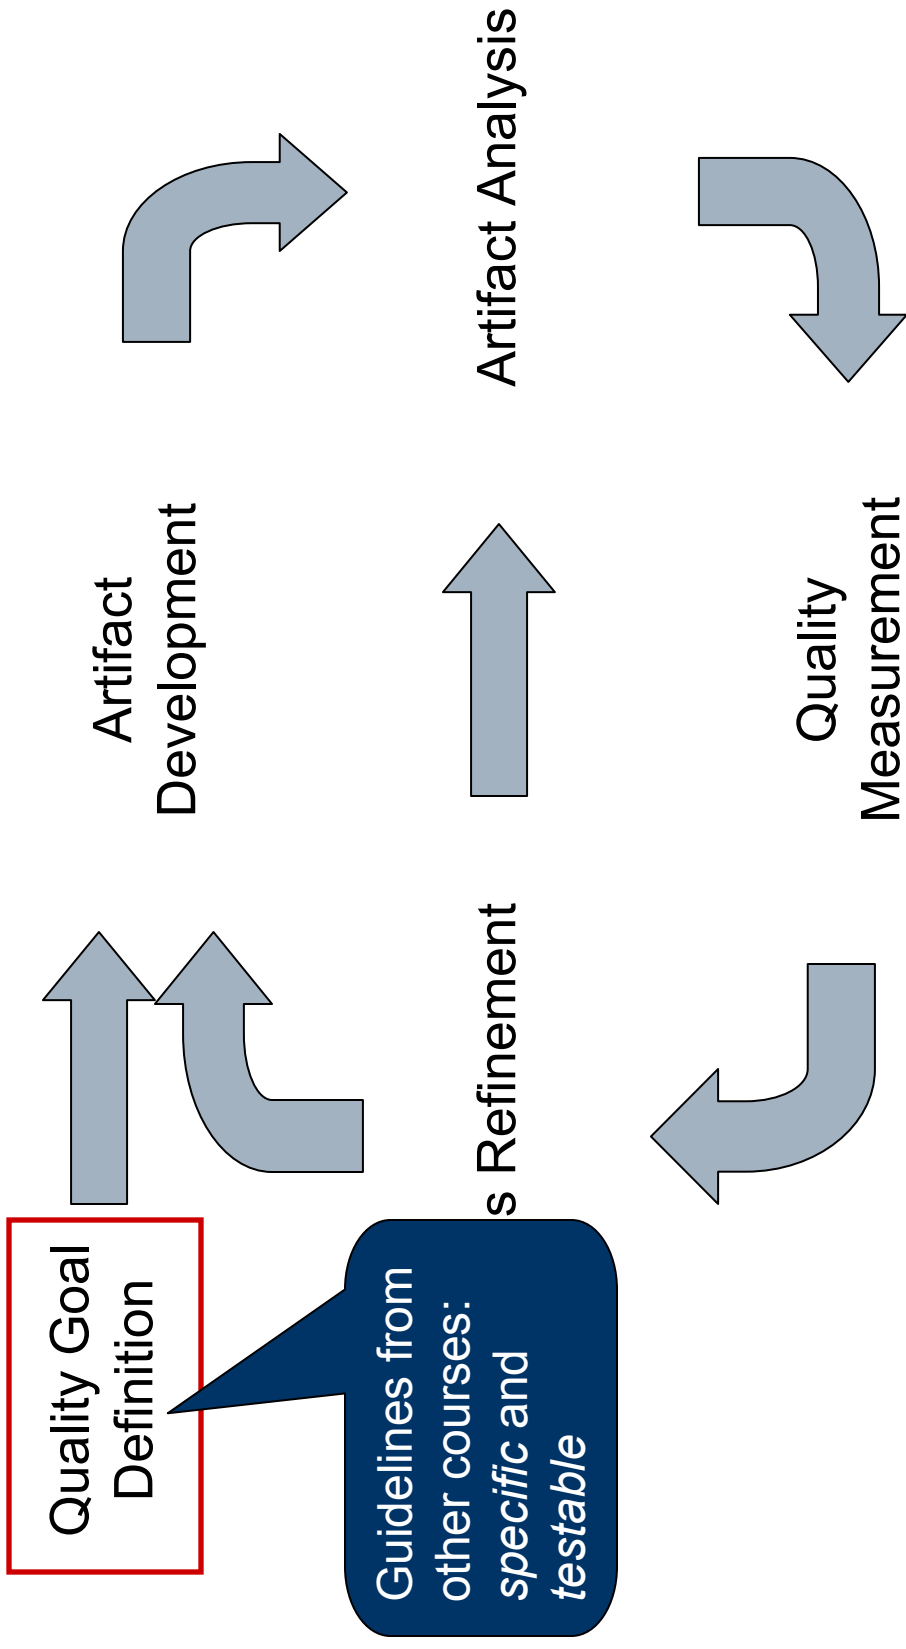 Quality Goal
Definition
Artifact
Development
Artifact Analysis
s Refinement
Quality
Measurement
Guidelines from
other courses:
specific and
testable